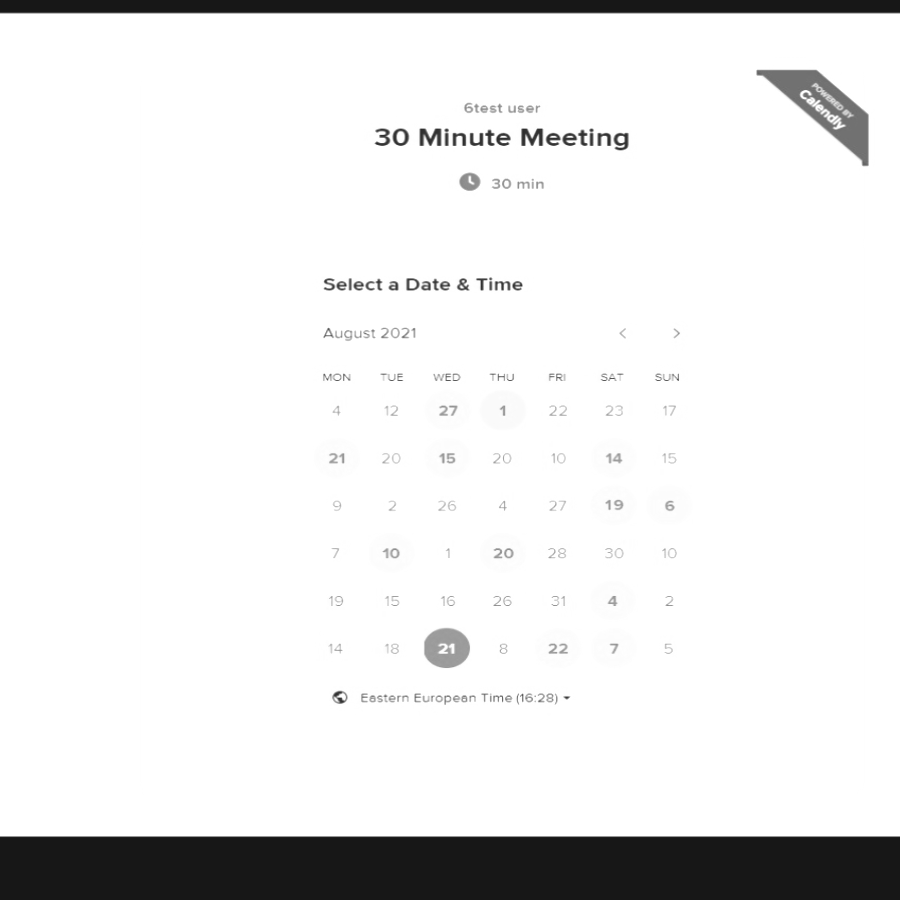 POWERED BY
Calendly
6test user
30 Minute Meeting
30 min
Select a Date & Time
August 2021
MON TUE WED THU FRI SAT SUN
4 12 27 1 22 23 17
21 20 15 20 10 14 15
9 2 26 4 27 19 6
7 10 1 20 28 30 10
19 15 16 26 31 4 2
14 18 21 8 22 7 5
Eastern European Time (16:28)